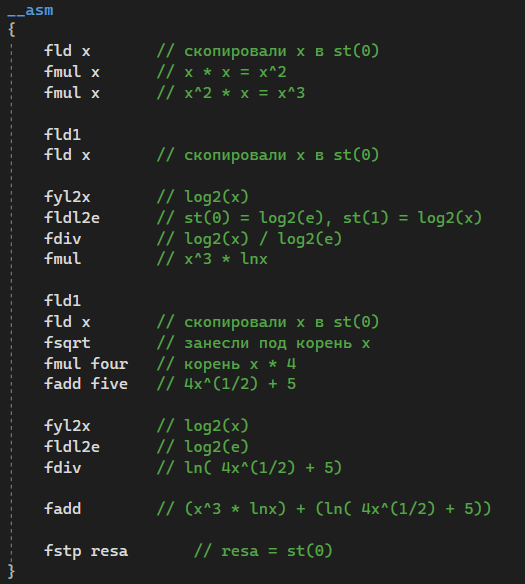 __asm
{
fld x // скопировали x в st(0)
fmul x // x * x = x^2
fmul x // x^2 * x = x^3
fld1
fld x // скопировали x в st(0)
fyl2x // log2(x)
fldl2e // st(0) = log2(e), st(1) = log2(x)
fdiv // log2(x) / log2(e)
fmul // x^3 * lnx
fld1
fld x // скопировали x в st(0)
fsqrt // занесли под корень x
fmul four // корень x * 4
fadd five // 4x^(1/2) + 5
fyl2x // log2(x)
fldl2e // log2(e)
fdiv // ln( 4x^(1/2) + 5)
fadd // (x^3 * lnx) + (ln( 4x^(1/2) + 5))
fstp resa // resa = st(0)
}